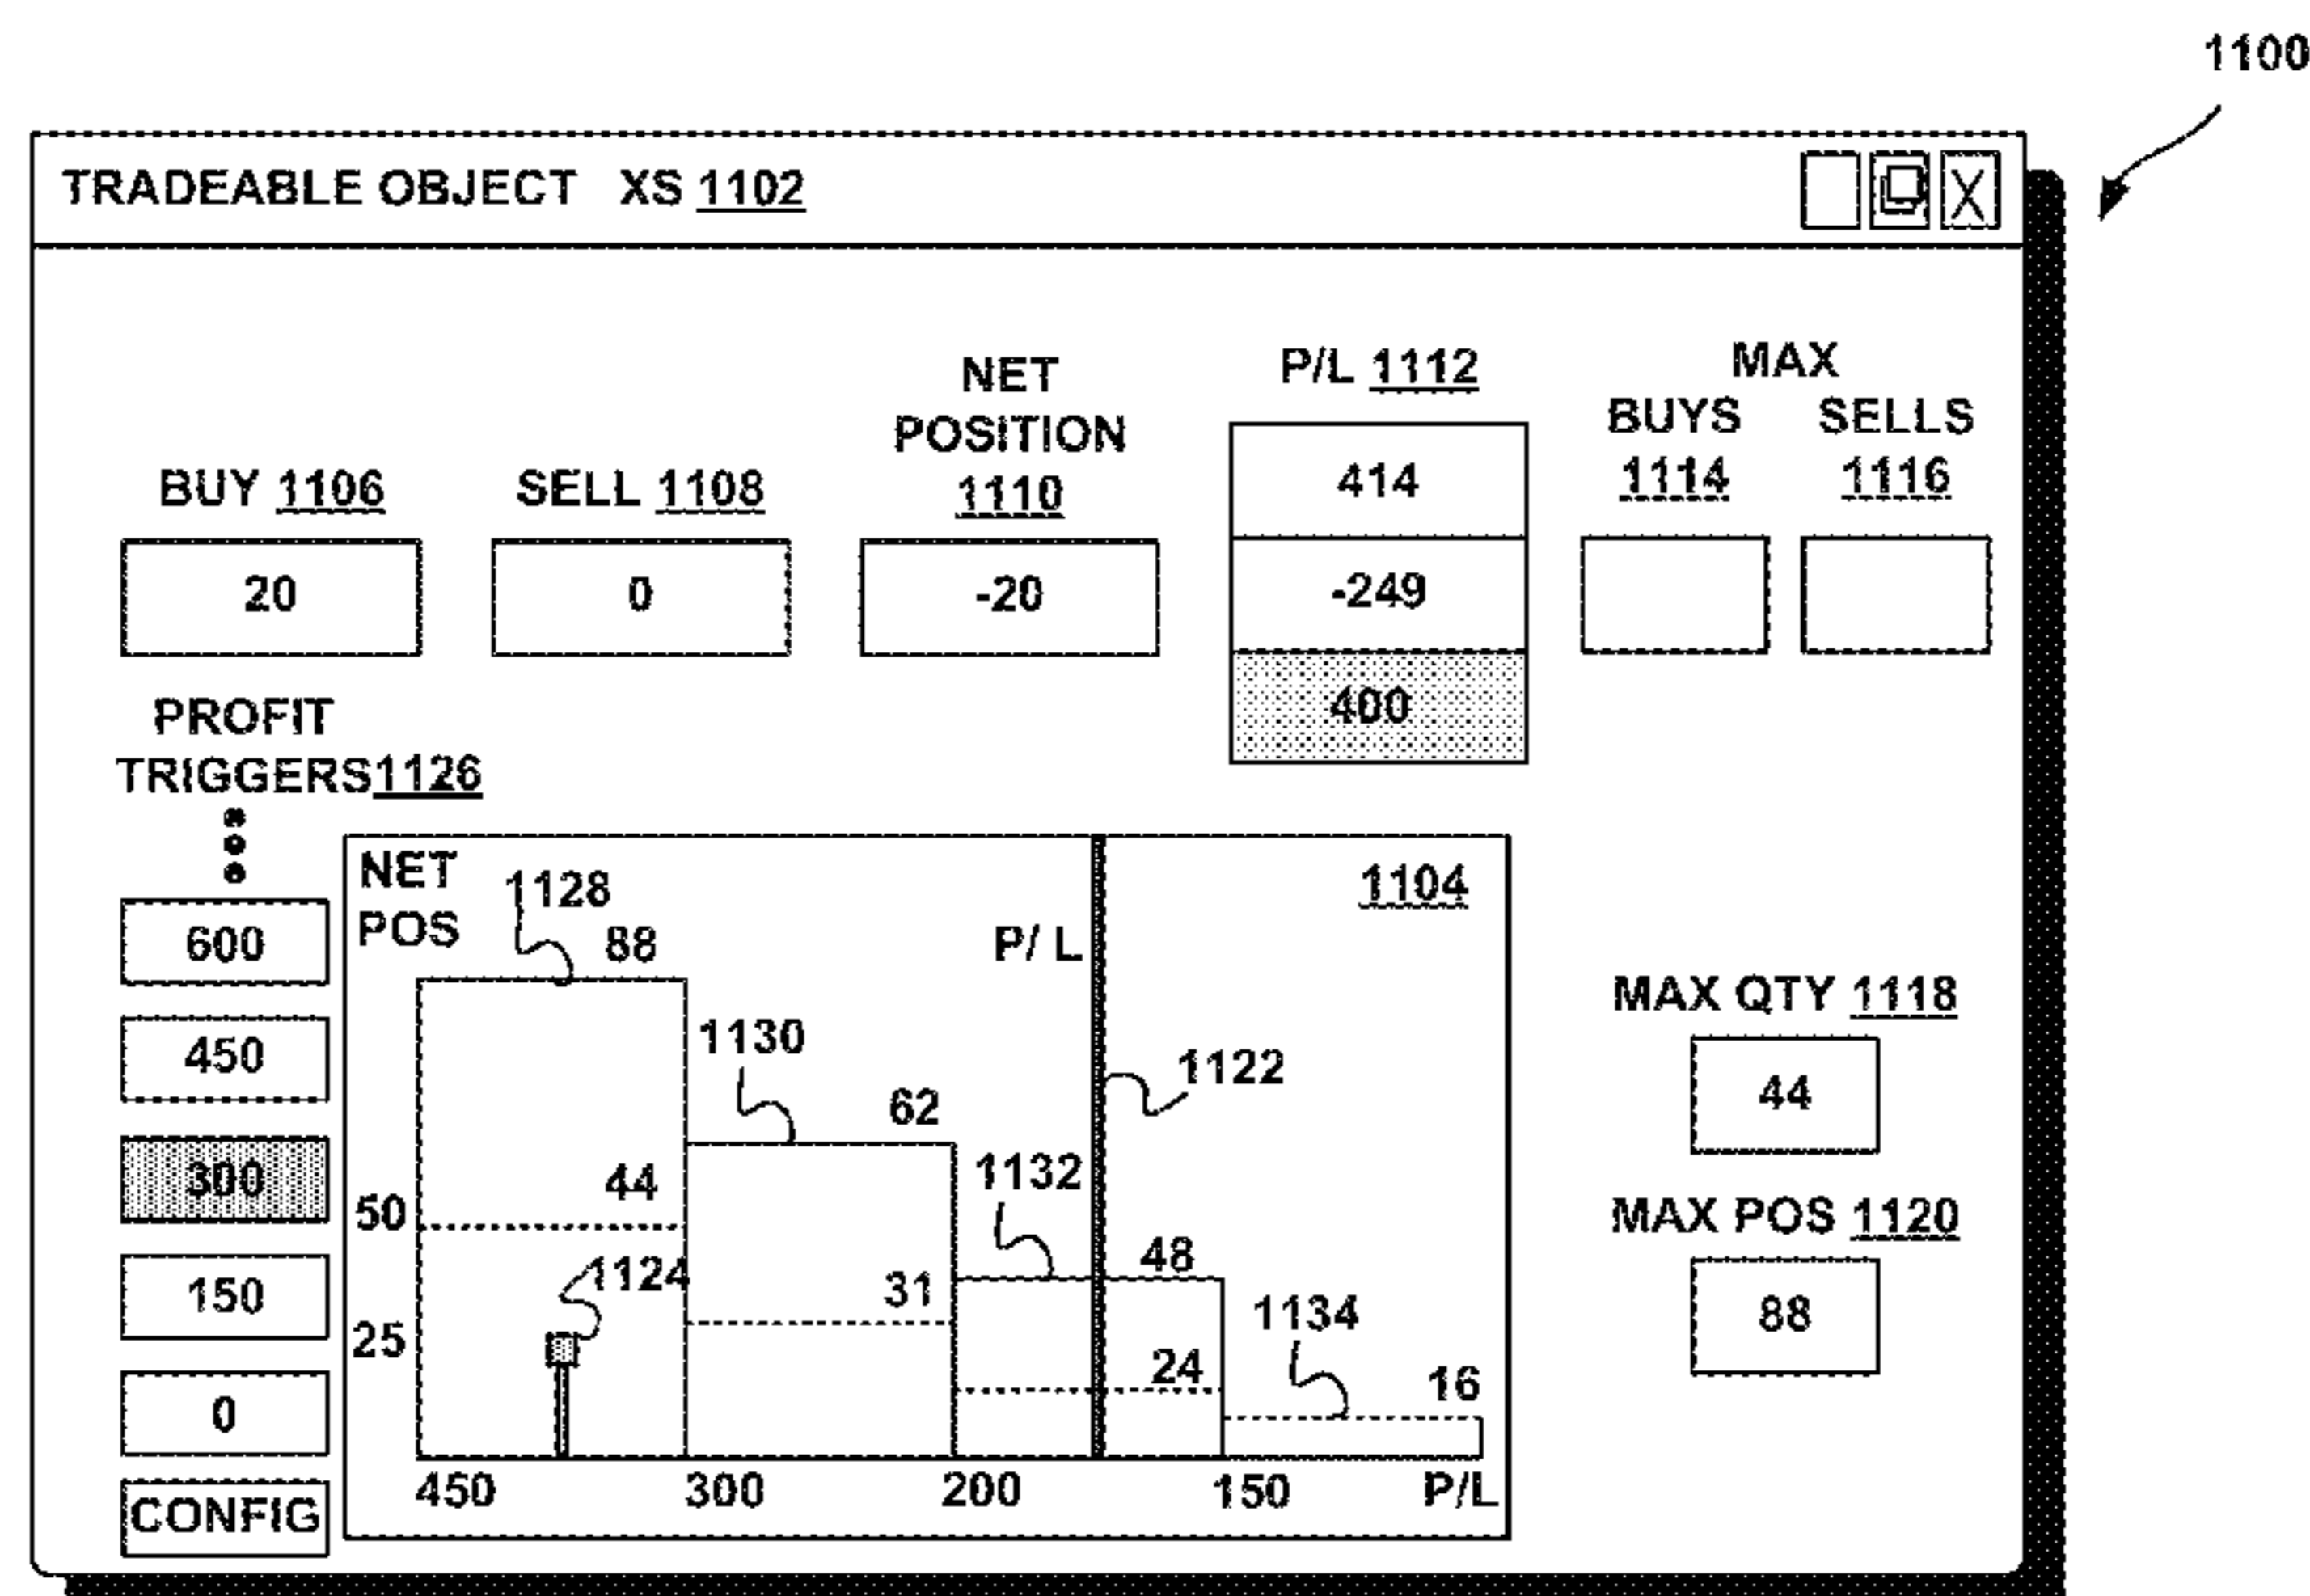 1100
TRADEABLE OBJECT XS 1102
X
NET POSITION 1110
P/L 1112
MAX
BUYS 1114
SELLS 1116
BUY 1106
SELL 1108
414
20
0
-20
-249
400
PROFIT
TRIGGERS1126
600
450
300
150
0
CONFIG
NET
POS
1128
88
P/ L
1104
1130
1122
62
44
1132
50
1124
31
48
25
1134
24
16
450 300 200 150 P/L
MAX QTY 1118
44
MAX POS 1120
88